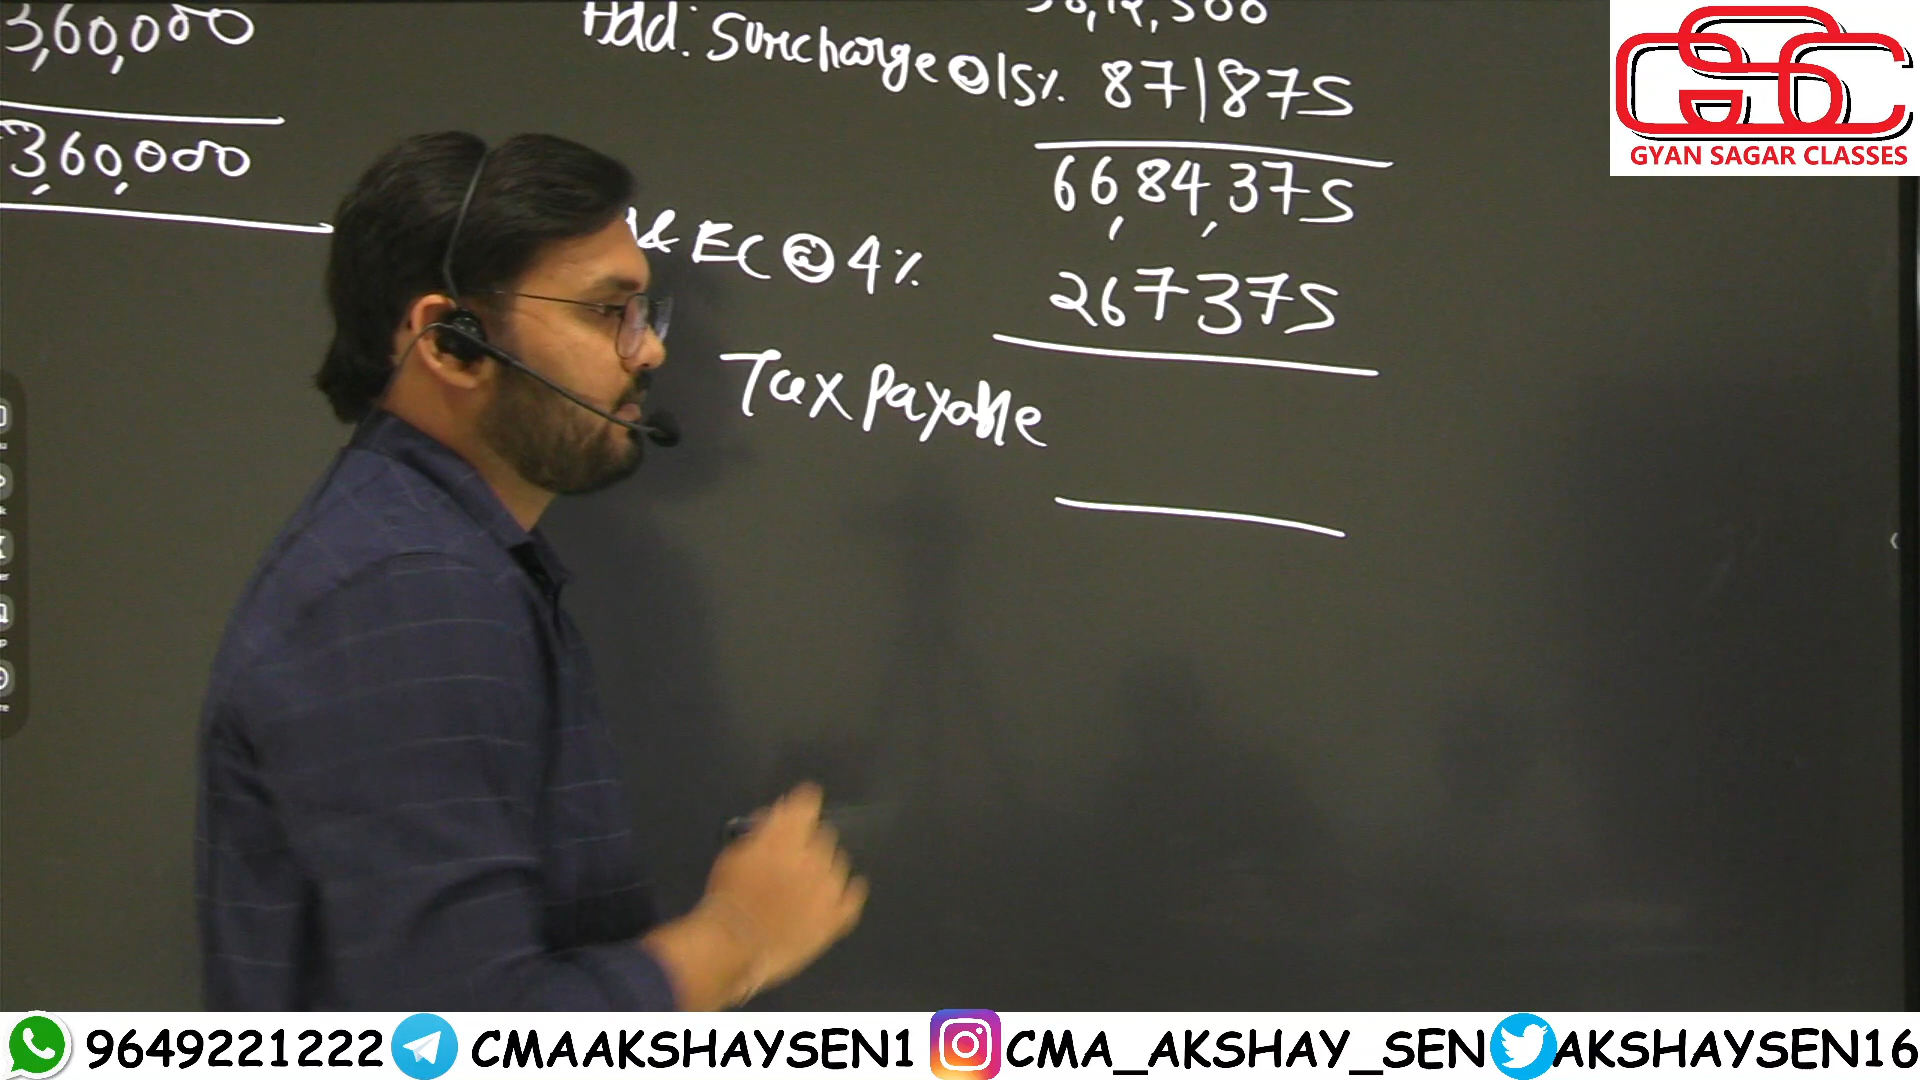 3,60,000
3,60,000
Add: Surcharge @ 15% 871875
66,84,375
& EC @ 4% 267375
Tax Payable
GSC
GYAN SAGAR CLASSES
9649221222 CMAAKSHAYSEN1 CMA_AKSHAY_SEN AKSHAYSEN16